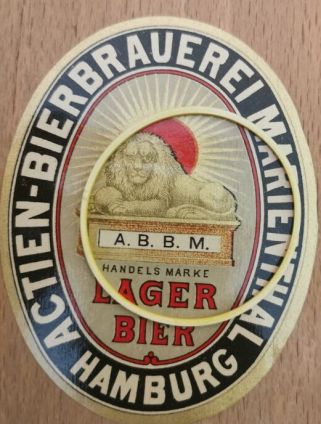 ACTIEN-BIERBRAUEREI MARIENTHAL
HAMBURG
A. B. B. M.
HANDELS MARKE
LAGER
BIER